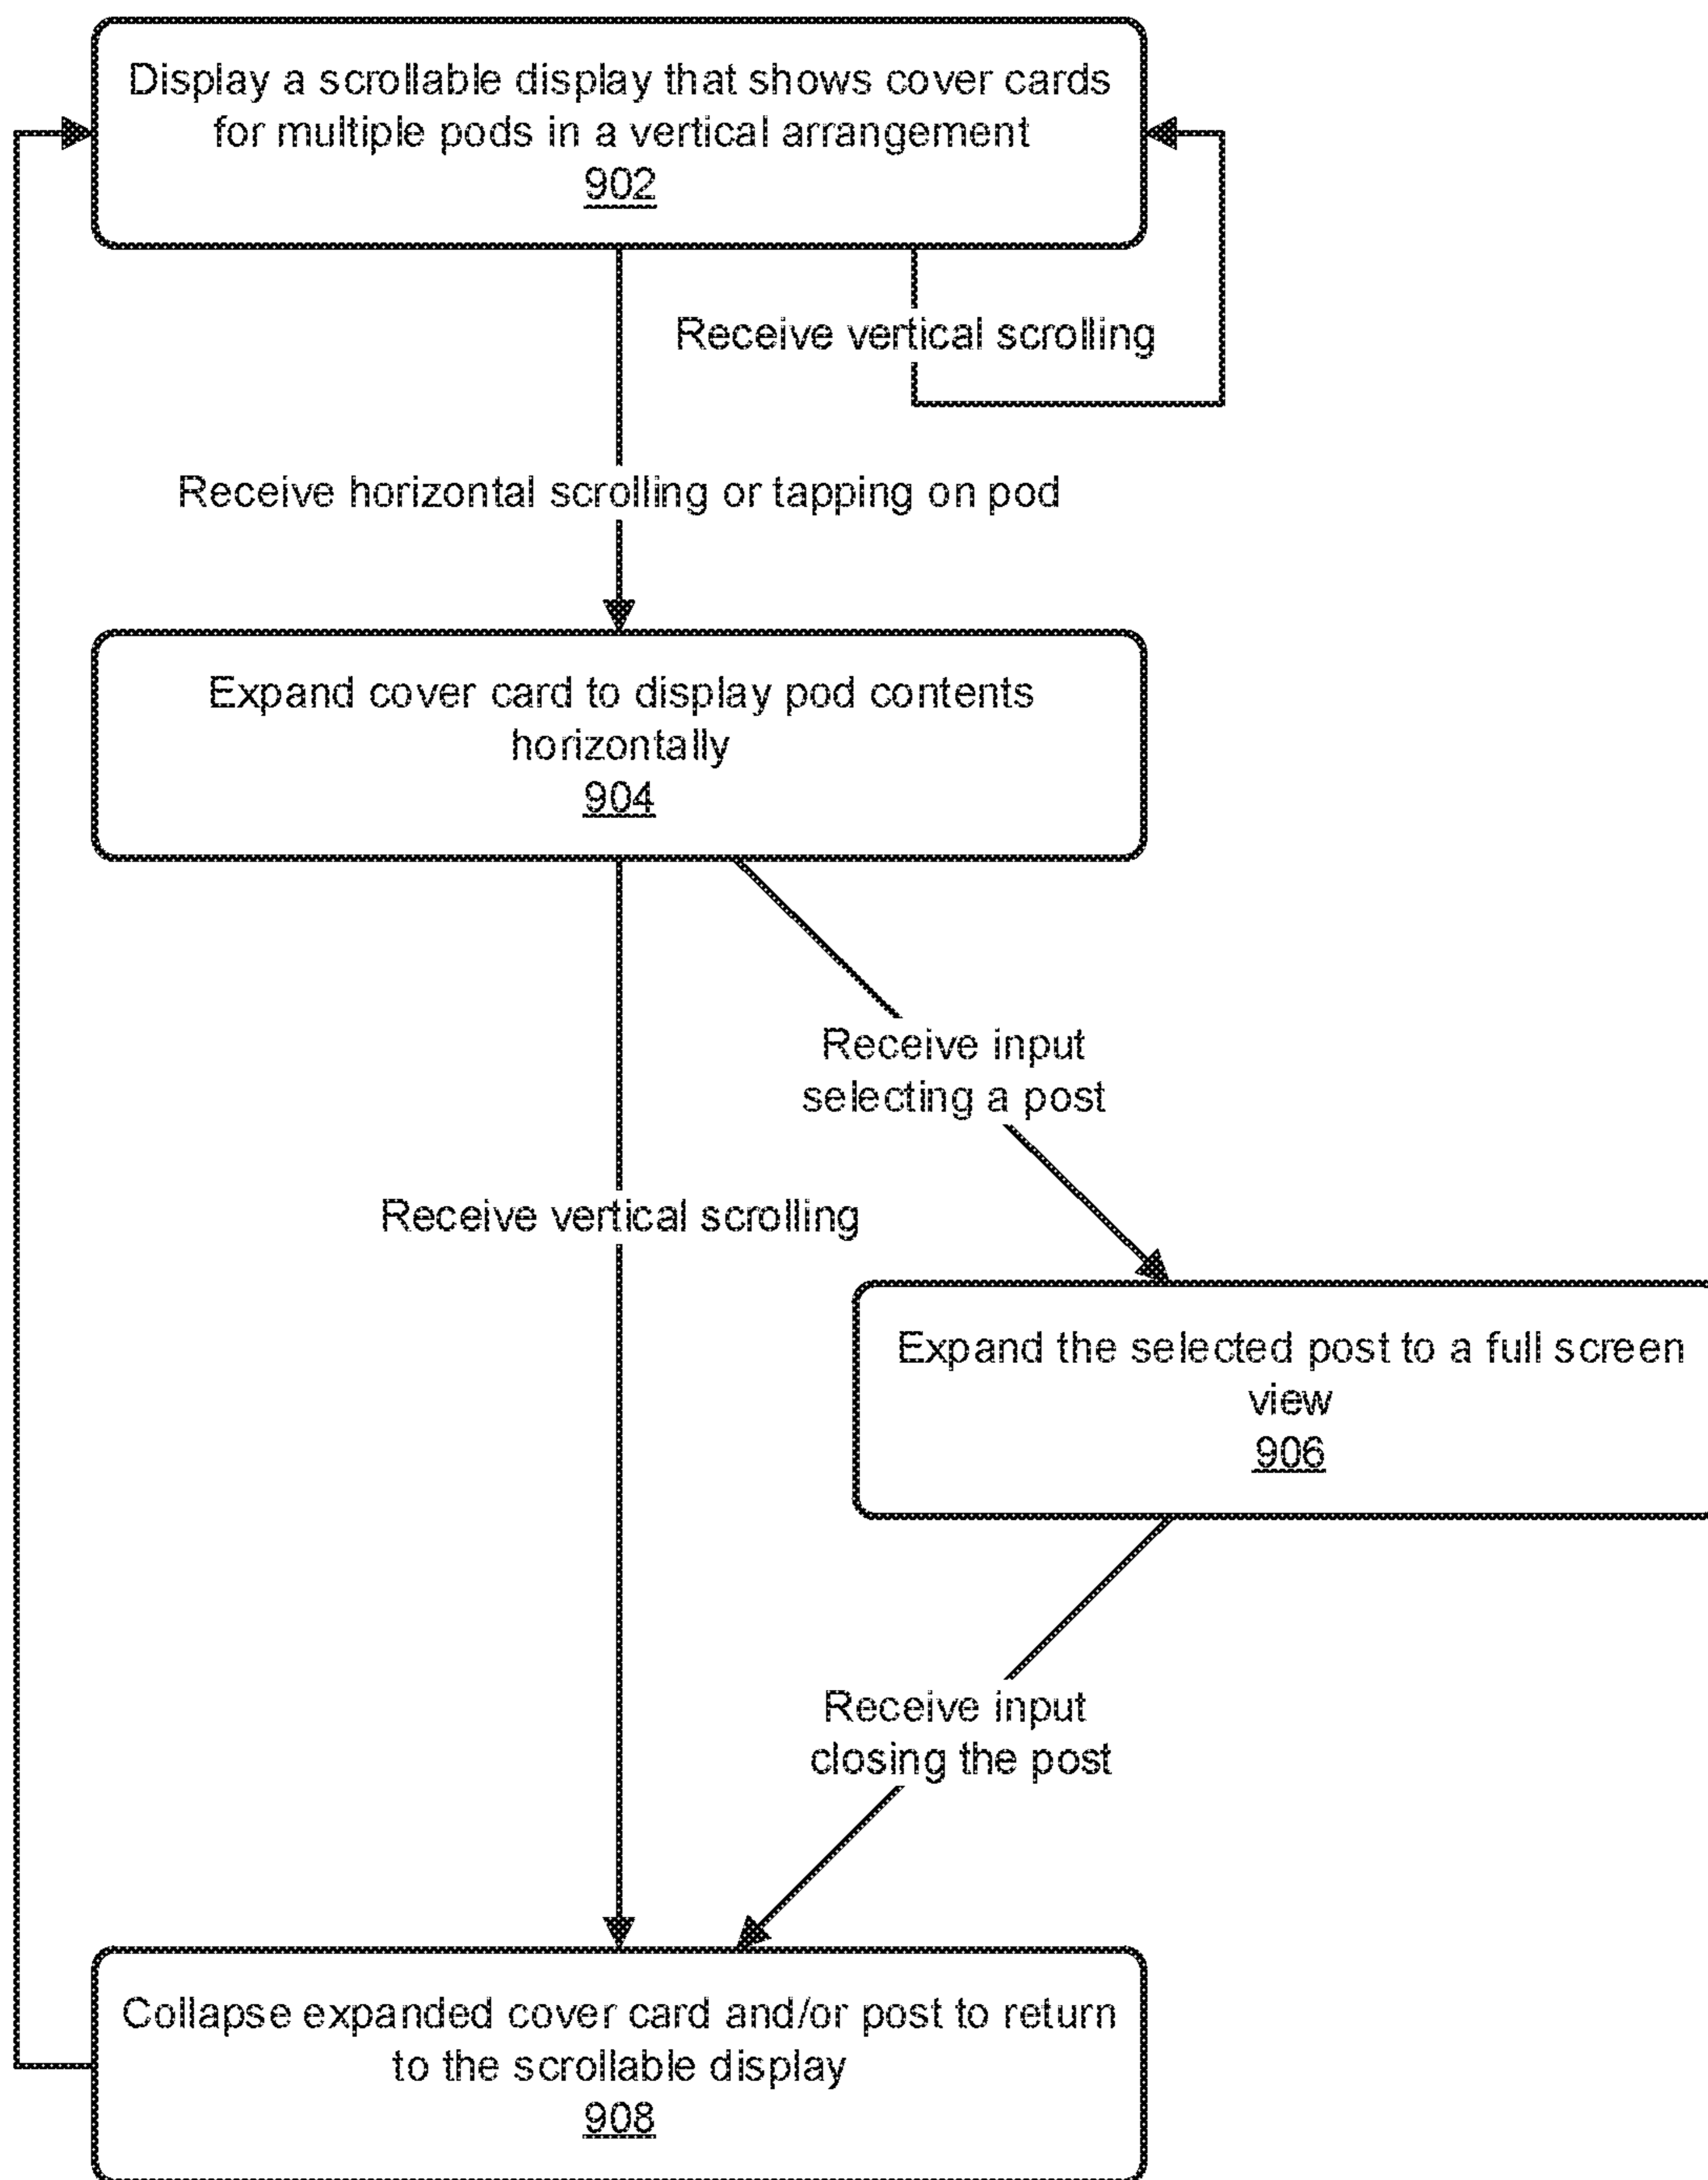 Display a scrollable display that shows cover cards
for multiple pods in a vertical arrangement
902
Receive vertical scrolling
Receive horizontal scrolling or tapping on pod
Expand cover card to display pod contents
horizontally
904
Receive input
selecting a post
Receive vertical scrolling
Expand the selected post to a full screen
view
906
Receive input
closing the post
Collapse expanded cover card and/or post to return
to the scrollable display
908